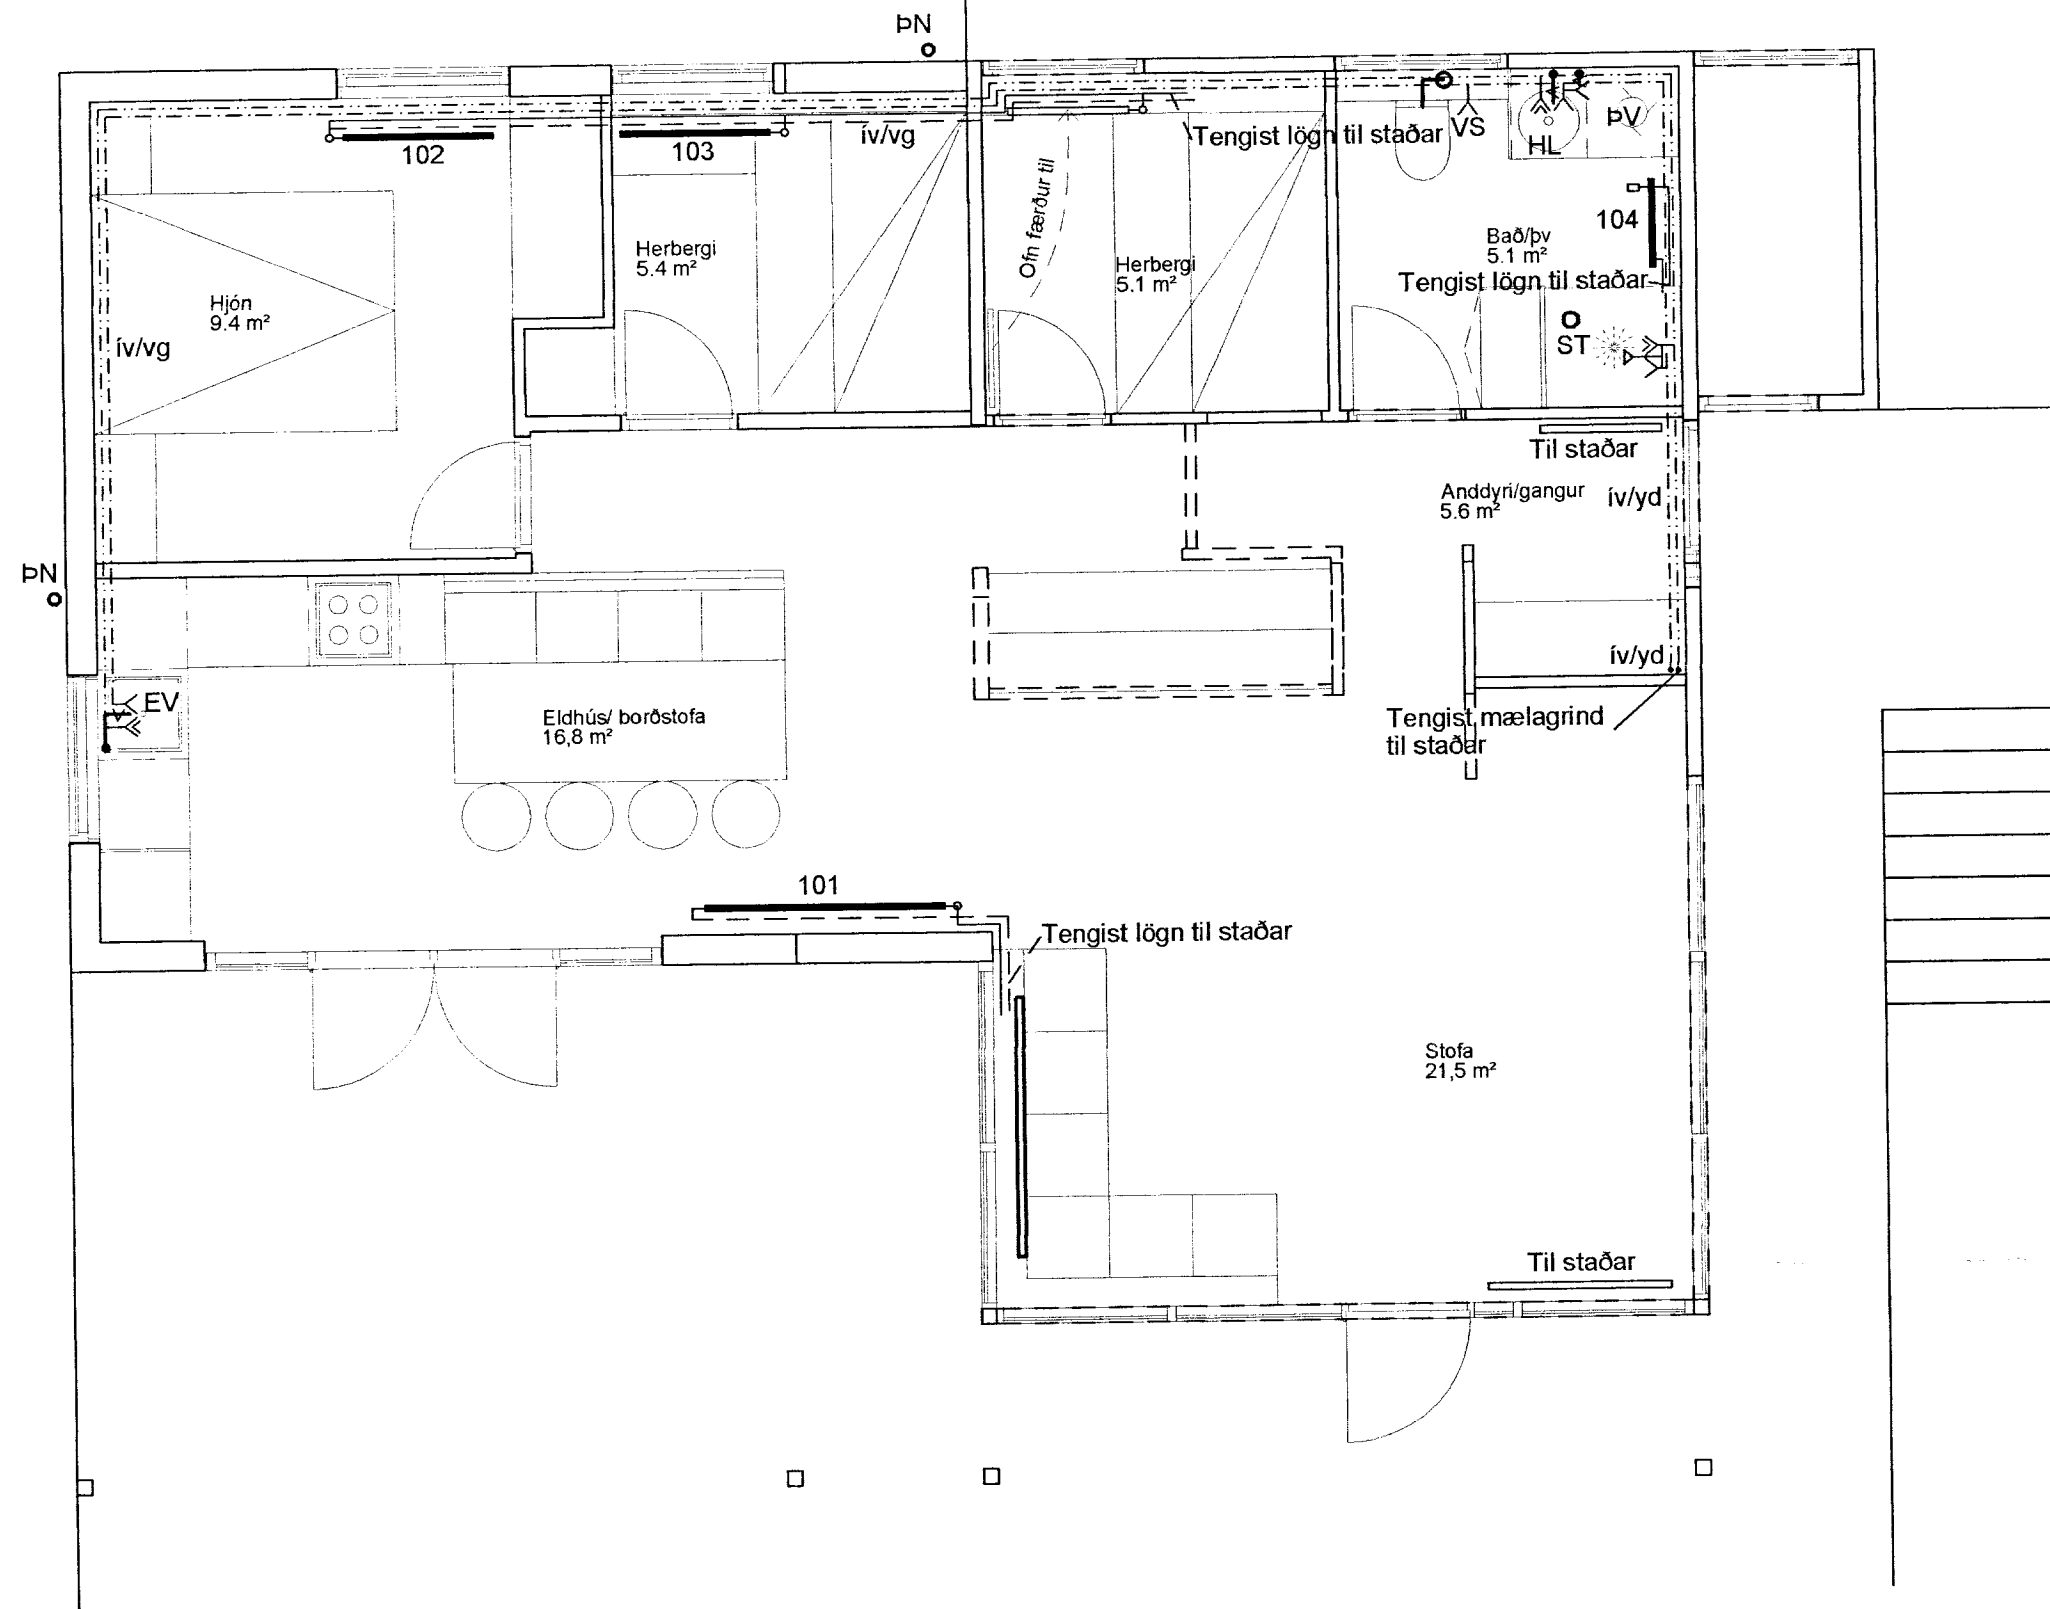 ÞN
102
103
ív/vg
Tengist lögn til staðar
VS
HL
ÞV
Ofn færður til
104
Herbergi
5.4 m²
Herbergi
5.1 m²
Bað/þv
5.1 m²
Tengist lögn til staðar
Hjón
9.4 m²
ív/vg
ST
Til staðar
Anddyri/gangur
5.6 m²
ív/yd
ÞN
ív/yd
EV
Eldhús/ borðstofa
16,8 m²
Tengist mælagrind
til staðar
101
Tengist lögn til staðar
Stofa
21,5 m²
Til staðar